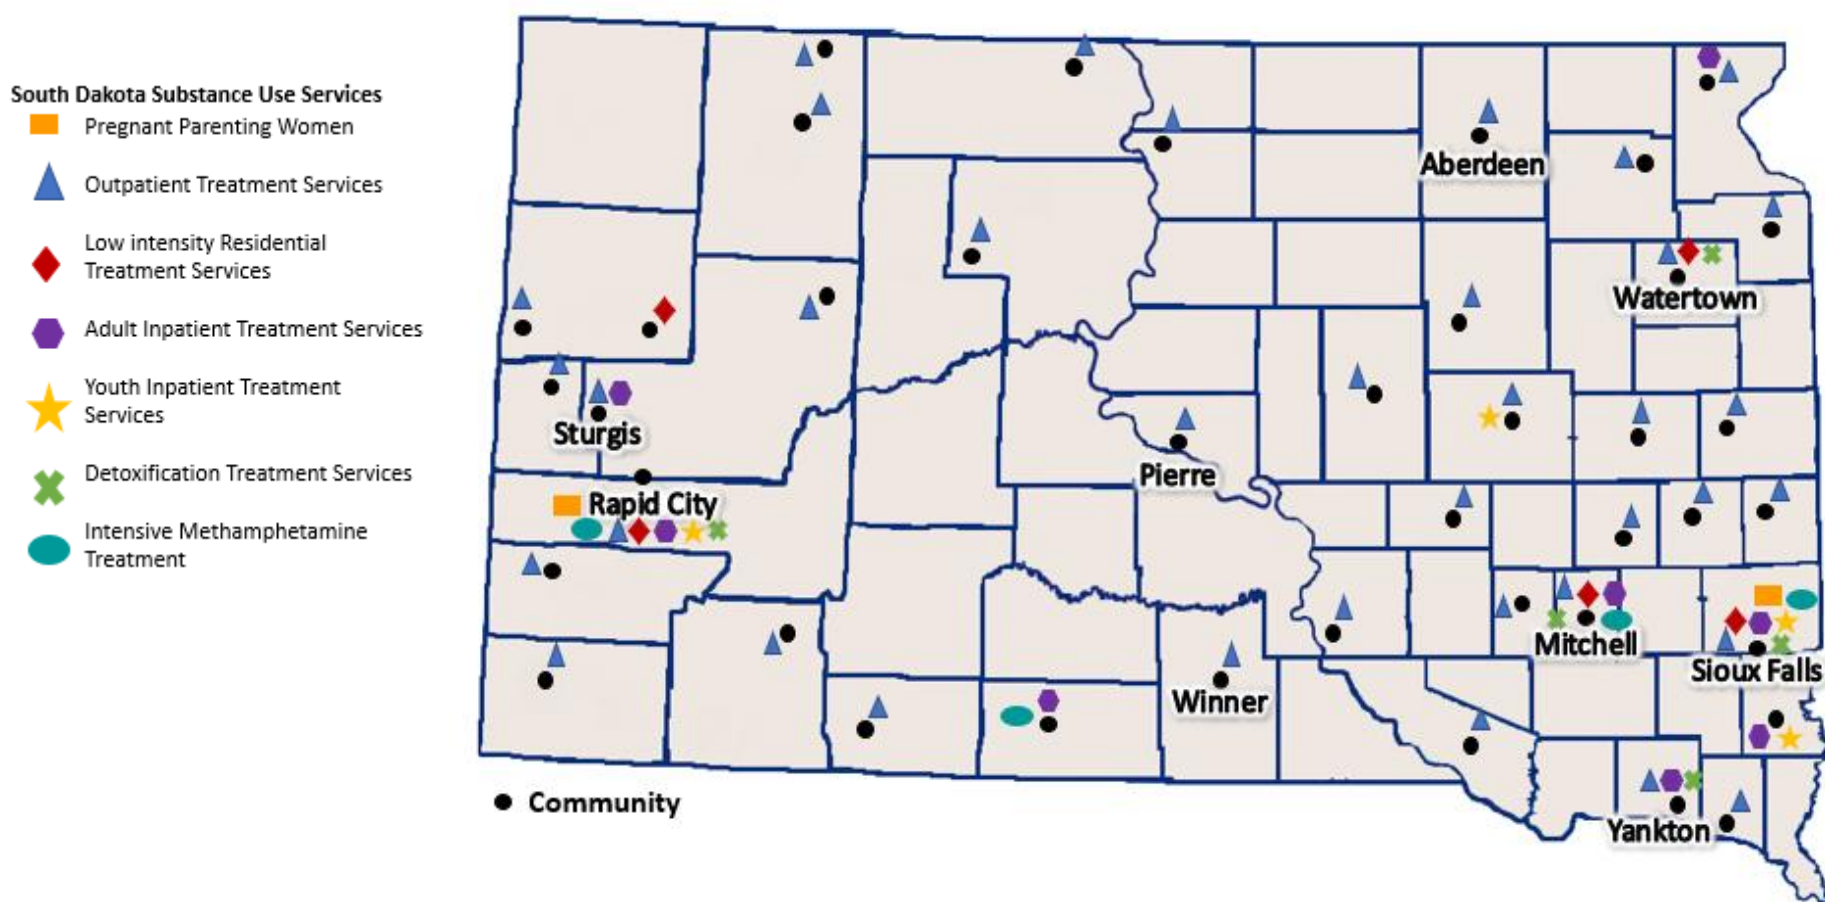 South Dakota Substance Use Services
Pregnant Parenting Women
Outpatient Treatment Services
Low intensity Residential
Treatment Services
Adult Inpatient Treatment Services
Youth Inpatient Treatment
Services
Detoxification Treatment Services
Intensive Methamphetamine
Treatment
Aberdeen
Watertown
Sturgis
Pierre
Rapid City
Mitchell
Sioux Falls
Winner
Yankton
Community